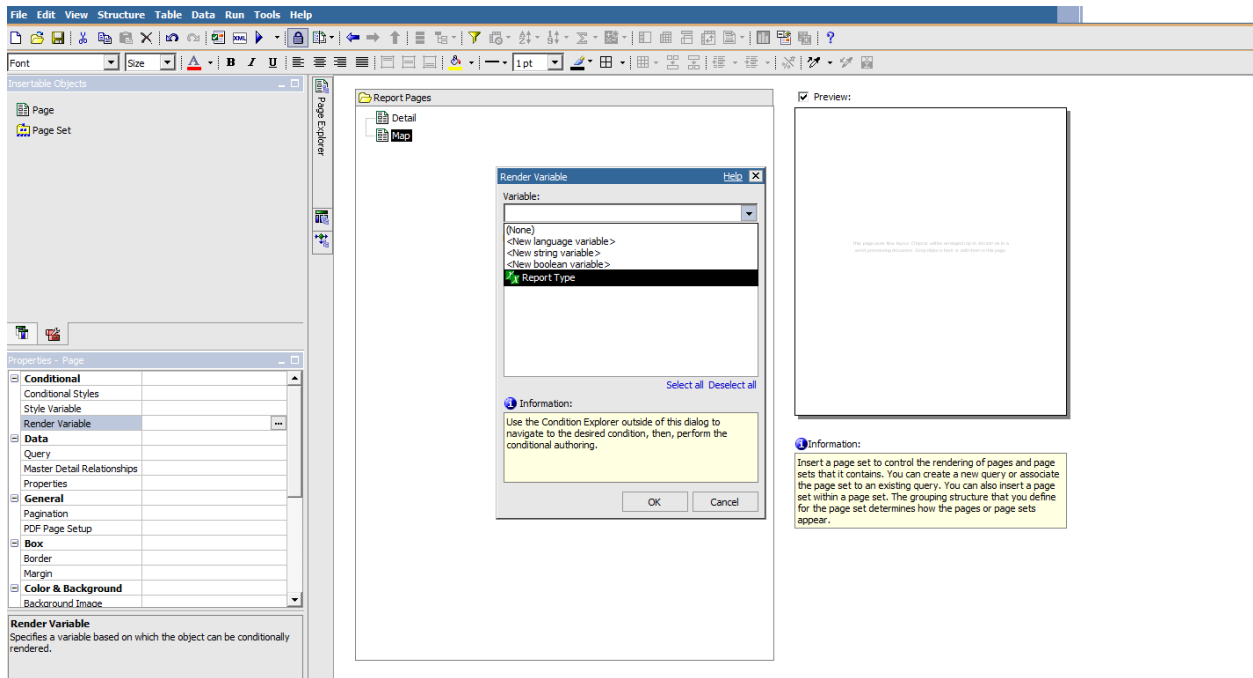 File Edit View Structure Table Data Run Tools Help
Font Size A B I U 1 pt
Insertable Objects
Page
Page Set
Page Explorer
Report Pages
Detail
Map
Render Variable Help
Variable:
(None)
<New language variable>
<New string variable>
<New boolean variable>
Report Type
Select all Deselect all
Information:
Use the Condition Explorer outside of this dialog to
navigate to the desired condition, then, perform the
conditional authoring.
OK Cancel
Preview:
Information:
Insert a page set to control the rendering of pages and page
sets that it contains. You can create a new query or associate
the page set to an existing query. You can also insert a page
set within a page set. The grouping structure that you define
for the page set determines how the pages or page sets
appear.
Properties - Page
Conditional
Conditional Styles
Style Variable
Render Variable ...
Data
Query
Master Detail Relationships
Properties
General
Pagination
PDF Page Setup
Box
Border
Margin
Color & Background
Background Image
Render Variable
Specifies a variable based on which the object can be conditionally
rendered.